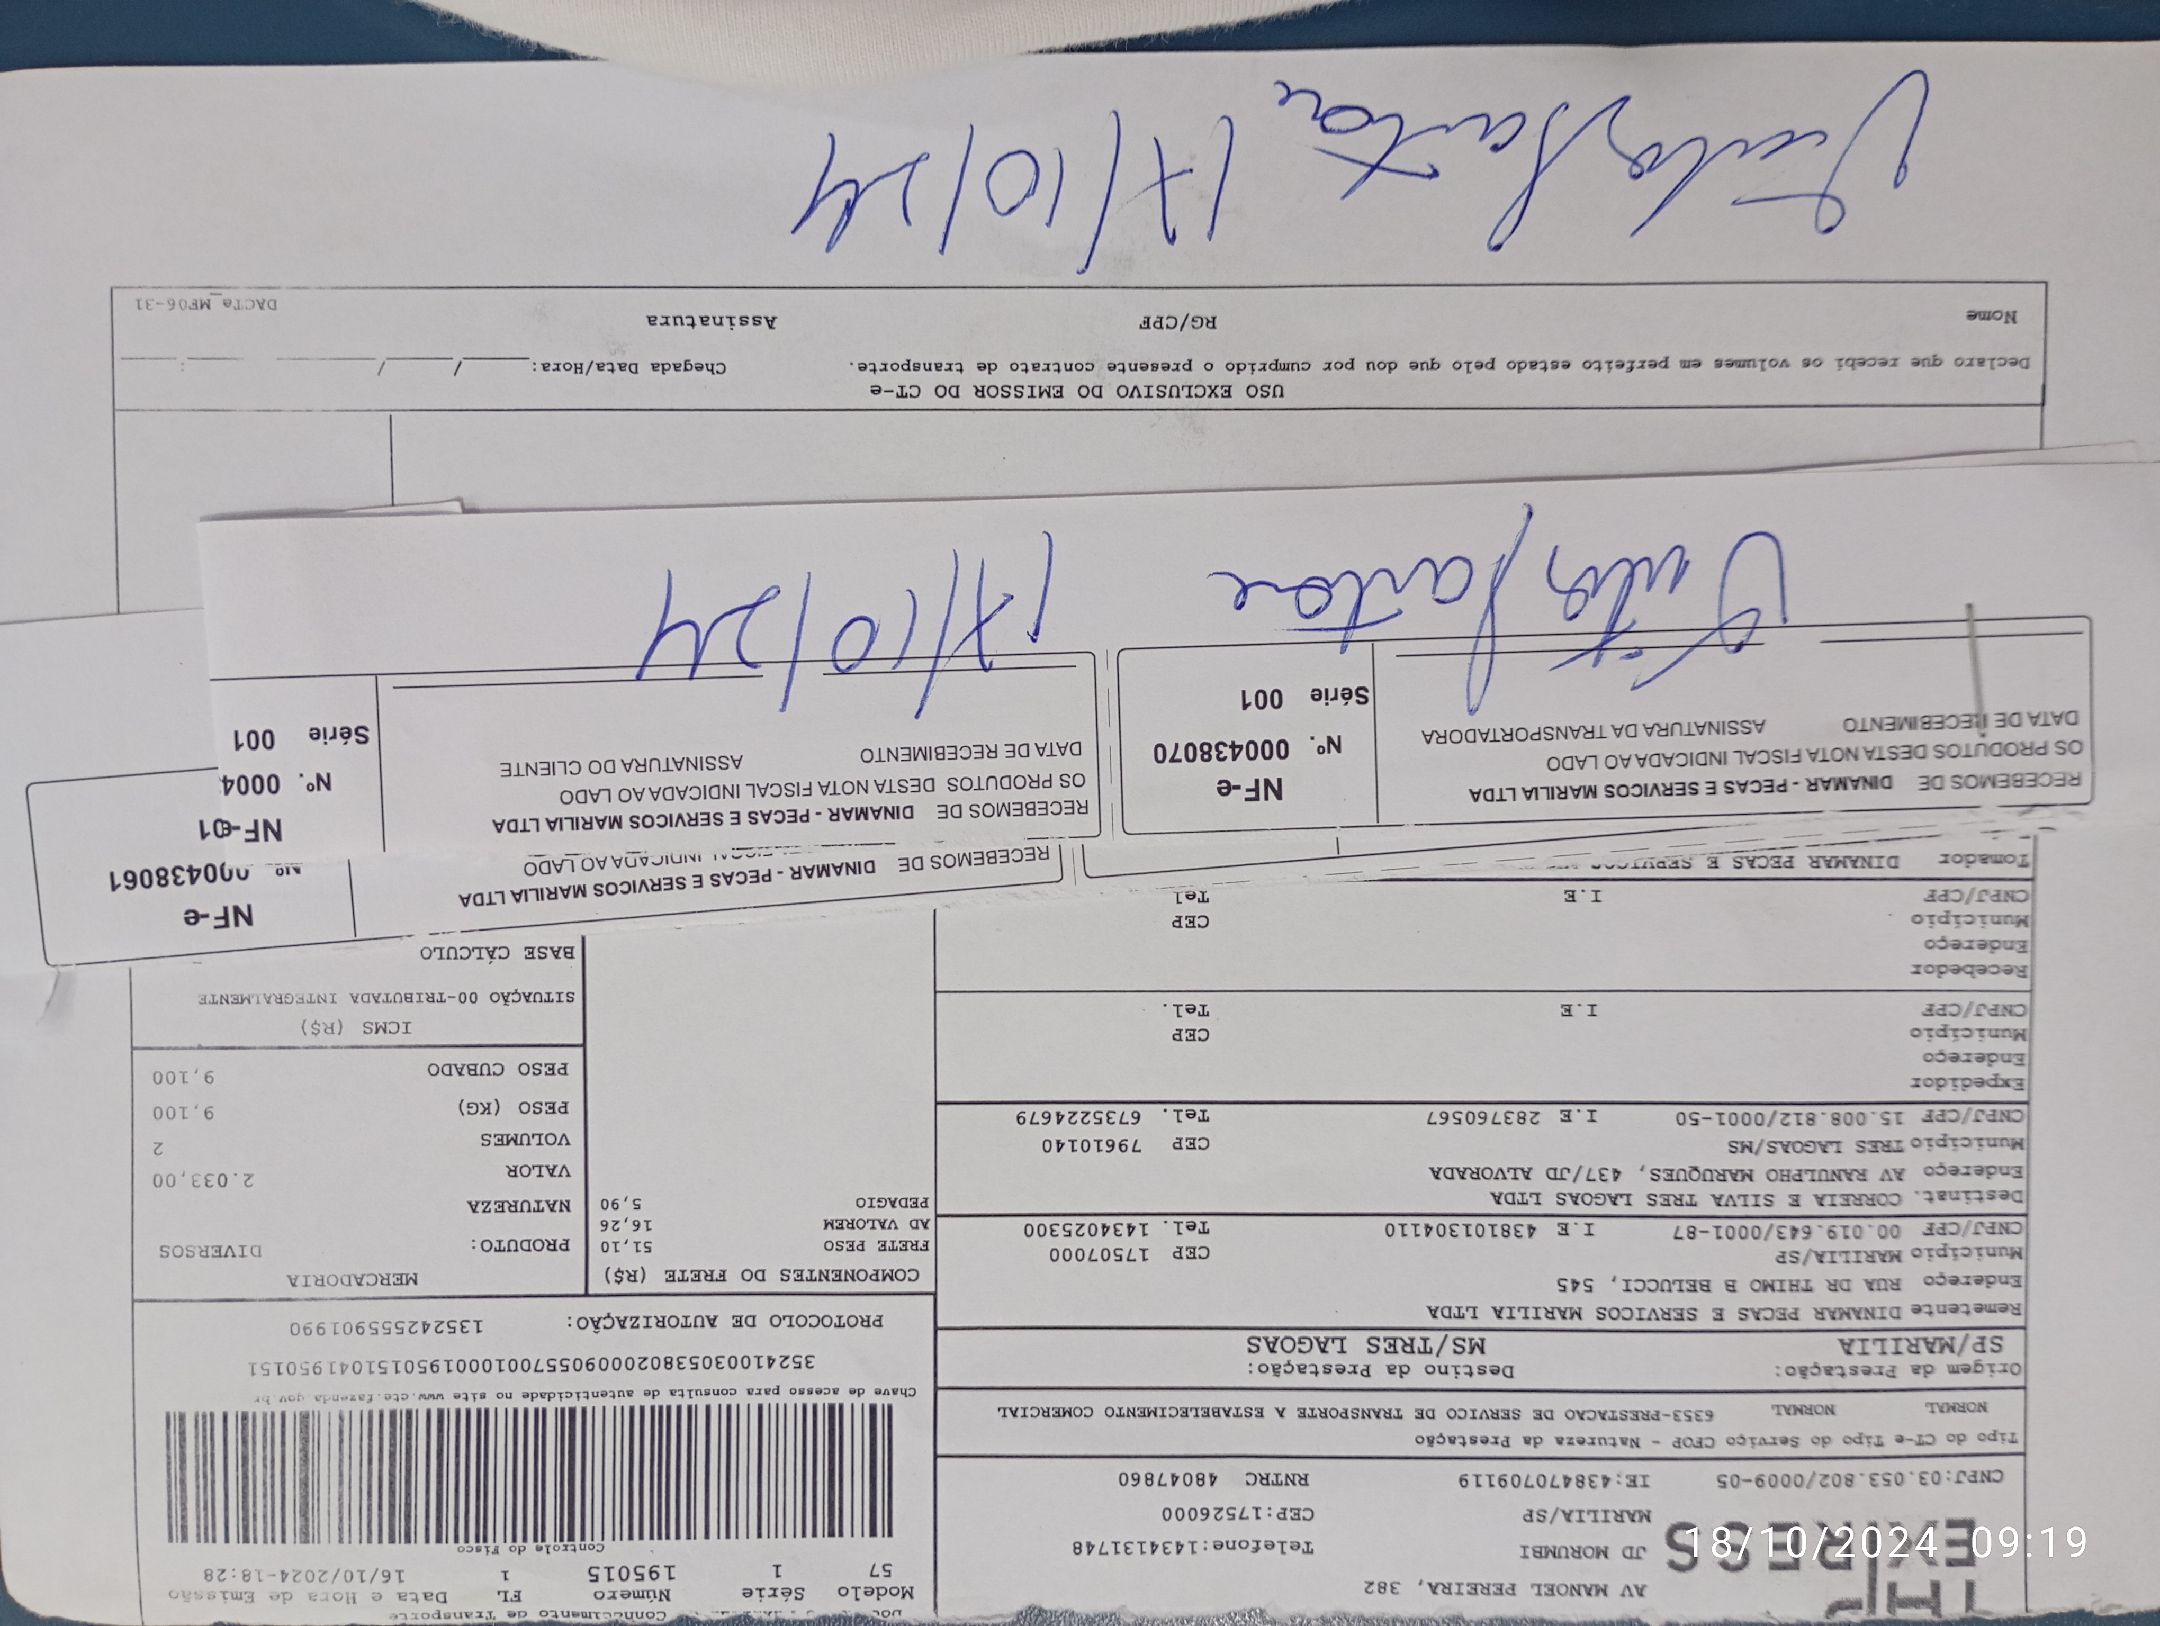 Conhecimento de Transporte
Modelo Série Número FL Data e Hora de Emissão
57 1 195015 1 16/10/2024-18:28
Controle do Fisco
AV MANOEL PEREIRA, 382
JD MORUMBI Telefone:1434131748
MARILIA/SP CEP:17526000
CNPJ:03.053.802/0009-05 IE:438470709119 RNTRC 48047860
EXPRESS
Tipo do CT-e Tipo do Serviço CFOP - Natureza da Prestação
NORMAL NORMAL 6353-PRESTACAO DE SERVICO DE TRANSPORTE A ESTABELECIMENTO COMERCIAL
Chave de acesso para consulta de autenticidade no site www.cte.fazenda.gov.br
35241003053802000905570010001950151041950151
PROTOCOLO DE AUTORIZAÇÃO: 135242555901990
Origem da Prestação: Destino da Prestação:
SP/MARILIA MS/TRES LAGOAS
Remetente DINAMAR PECAS E SERVICOS MARILIA LTDA
Endereço RUA DR THIMO B BELUCCI, 545
Município MARILIA/SP CEP 17507000
CNPJ/CPF 00.019.643/0001-87 I.E 438101304110 Tel. 1434025300
Destinat. CORREIA E SILVA TRES LAGOAS LTDA
Endereço AV RANULPHO MARUQUES, 437/JD ALVORADA
Município TRES LAGOAS/MS CEP 79610140
CNPJ/CPF 15.008.812/0001-50 I.E 283760567 Tel. 6735224679
Expedidor
Endereço
Município CEP
CNPJ/CPF I.E Tel.
Recebedor
Endereço
Município CEP
CNPJ/CPF I.E Tel
Tomador DINAMAR PECAS E SERVICOS
COMPONENTES DO FRETE (R$)
FRETE PESO 51,10
AD VALOREM 16,26
PEDAGIO 5,90
MERCADORIA
PRODUTO: DIVERSOS
NATUREZA
VALOR 2.033,00
VOLUMES 2
PESO (KG) 9,100
PESO CUBADO 9,100
ICMS (R$)
SITUAÇÃO 00-TRIBUTADA INTEGRALMENTE
BASE CÁLCULO
RECEBEMOS DE DINAMAR - PECAS E SERVICOS MARILIA LTDA
INDICADA AO LADO
NF-e
000438061
RECEBEMOS DE DINAMAR - PECAS E SERVICOS MARILIA LTDA
OS PRODUTOS DESTA NOTA FISCAL INDICADA AO LADO
DATA DE RECEBIMENTO ASSINATURA DA TRANSPORTADORA
NF-e
Nº. 000438070
Série 001
RECEBEMOS DE DINAMAR - PECAS E SERVICOS MARILIA LTDA
OS PRODUTOS DESTA NOTA FISCAL INDICADA AO LADO
DATA DE RECEBIMENTO ASSINATURA DO CLIENTE
NF-e
Nº. 0004
Série 001
17/10/24
USO EXCLUSIVO DO EMISSOR DO CT-e
Declaro que recebi os volumes em perfeito estado pelo que dou por cumprido o presente contrato de transporte. Chegada Data/Hora: ____/____/____ ____:____
Nome RG/CPF Assinatura
DACTe_MF06-31
17/10/24
18/10/2024 09:19